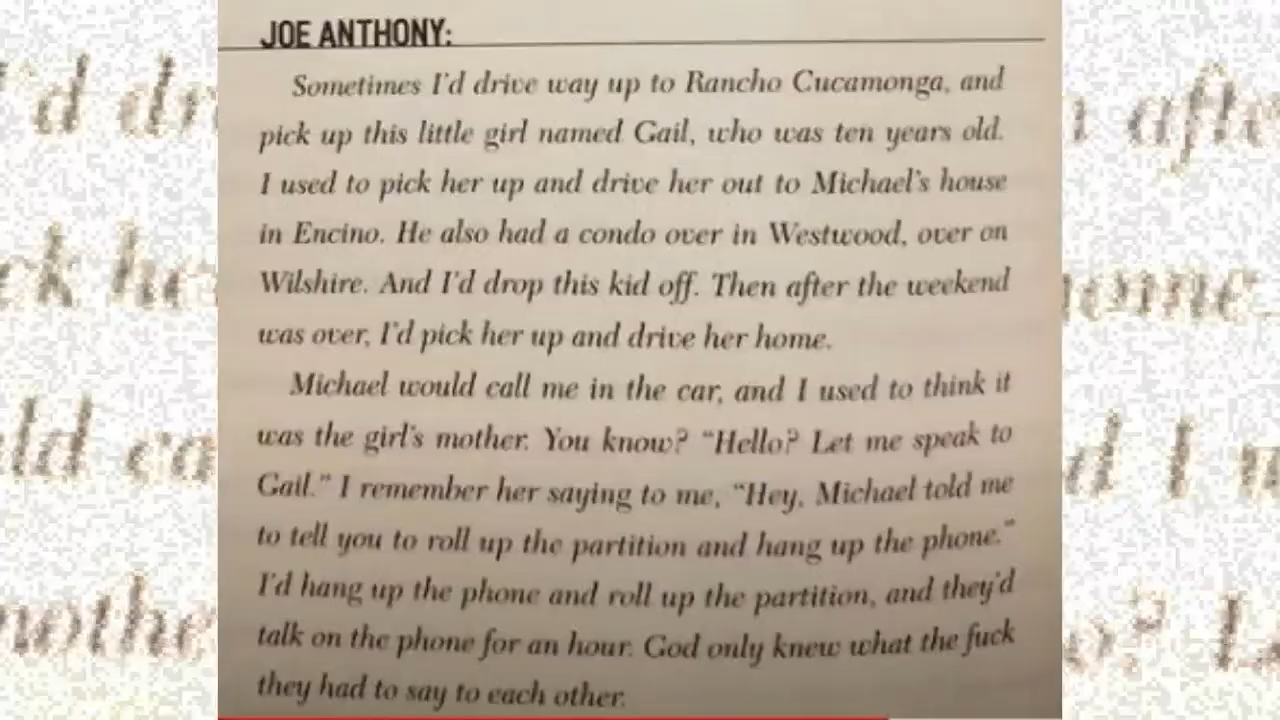 JOE ANTHONY:
Sometimes I'd drive way up to Rancho Cucamonga, and
pick up this little girl named Gail, who was ten years old.
I used to pick her up and drive her out to Michael's house
in Encino. He also had a condo over in Westwood, over on
Wilshire. And I'd drop this kid off. Then after the weekend
was over, I'd pick her up and drive her home.
Michael would call me in the car, and I used to think it
was the girl's mother. You know? "Hello? Let me speak to
Gail." I remember her saying to me, "Hey, Michael told me
to tell you to roll up the partition and hang up the phone."
I'd hang up the phone and roll up the partition, and they'd
talk on the phone for an hour. God only knew what the fuck
they had to say to each other.